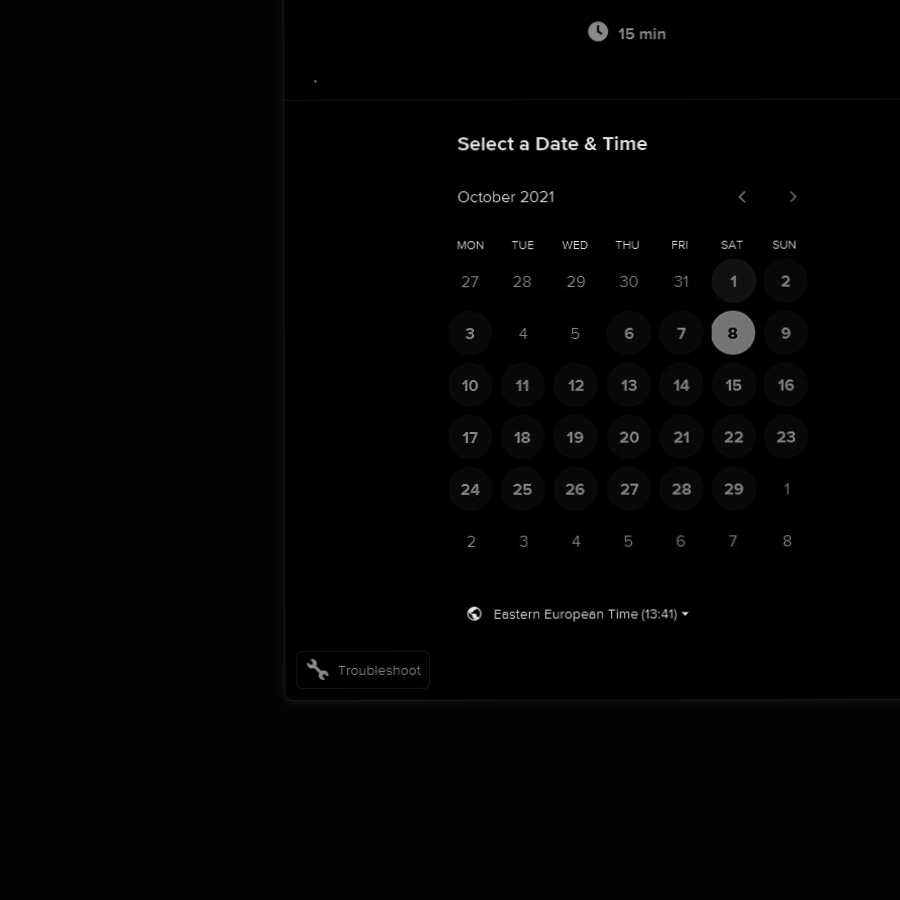 15 min
Select a Date & Time
October 2021
MON TUE WED THU FRI SAT SUN
27 28 29 30 31 1 2
3 4 5 6 7 8 9
10 11 12 13 14 15 16
17 18 19 20 21 22 23
24 25 26 27 28 29 1
2 3 4 5 6 7 8
Eastern European Time (13:41)
Troubleshoot